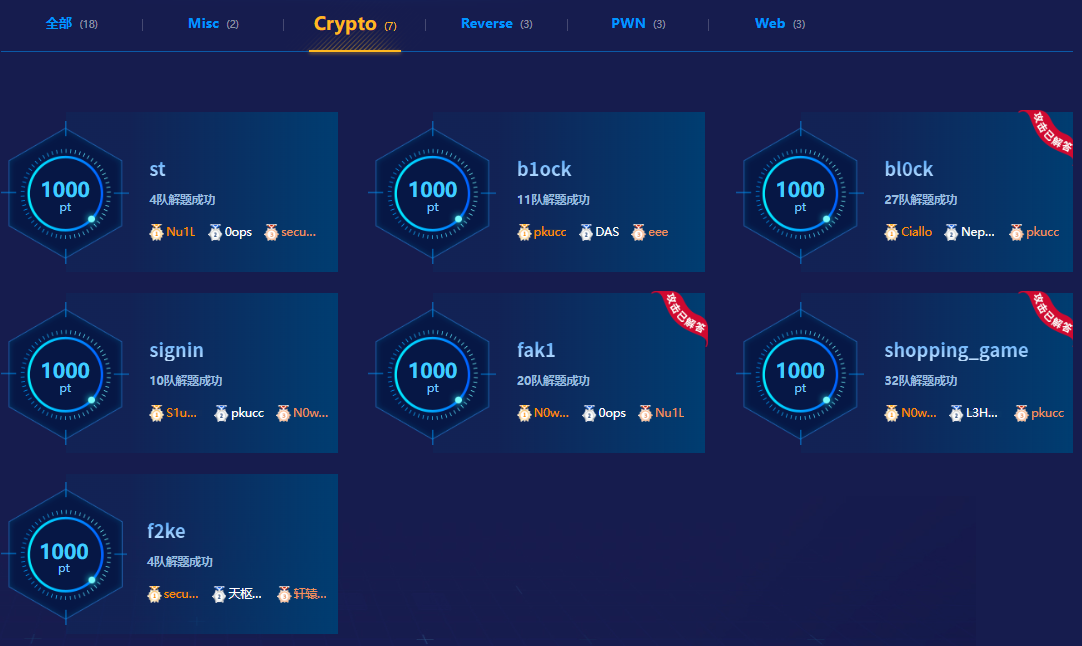 全部 (18) Misc (2) Crypto (7) Reverse (3) PWN (3) Web (3)
1000 pt
st
4队解题成功
Nu1L 0ops secu...
1000 pt
b1ock
11队解题成功
pkucc DAS eee
攻击已解答
1000 pt
bl0ck
27队解题成功
Ciallo Nep... pkucc
1000 pt
signin
10队解题成功
S1u... pkucc N0w...
攻击已解答
1000 pt
fak1
20队解题成功
N0w... 0ops Nu1L
攻击已解答
1000 pt
shopping_game
32队解题成功
N0w... L3H... pkucc
1000 pt
f2ke
4队解题成功
secu... 天枢... 轩辕...